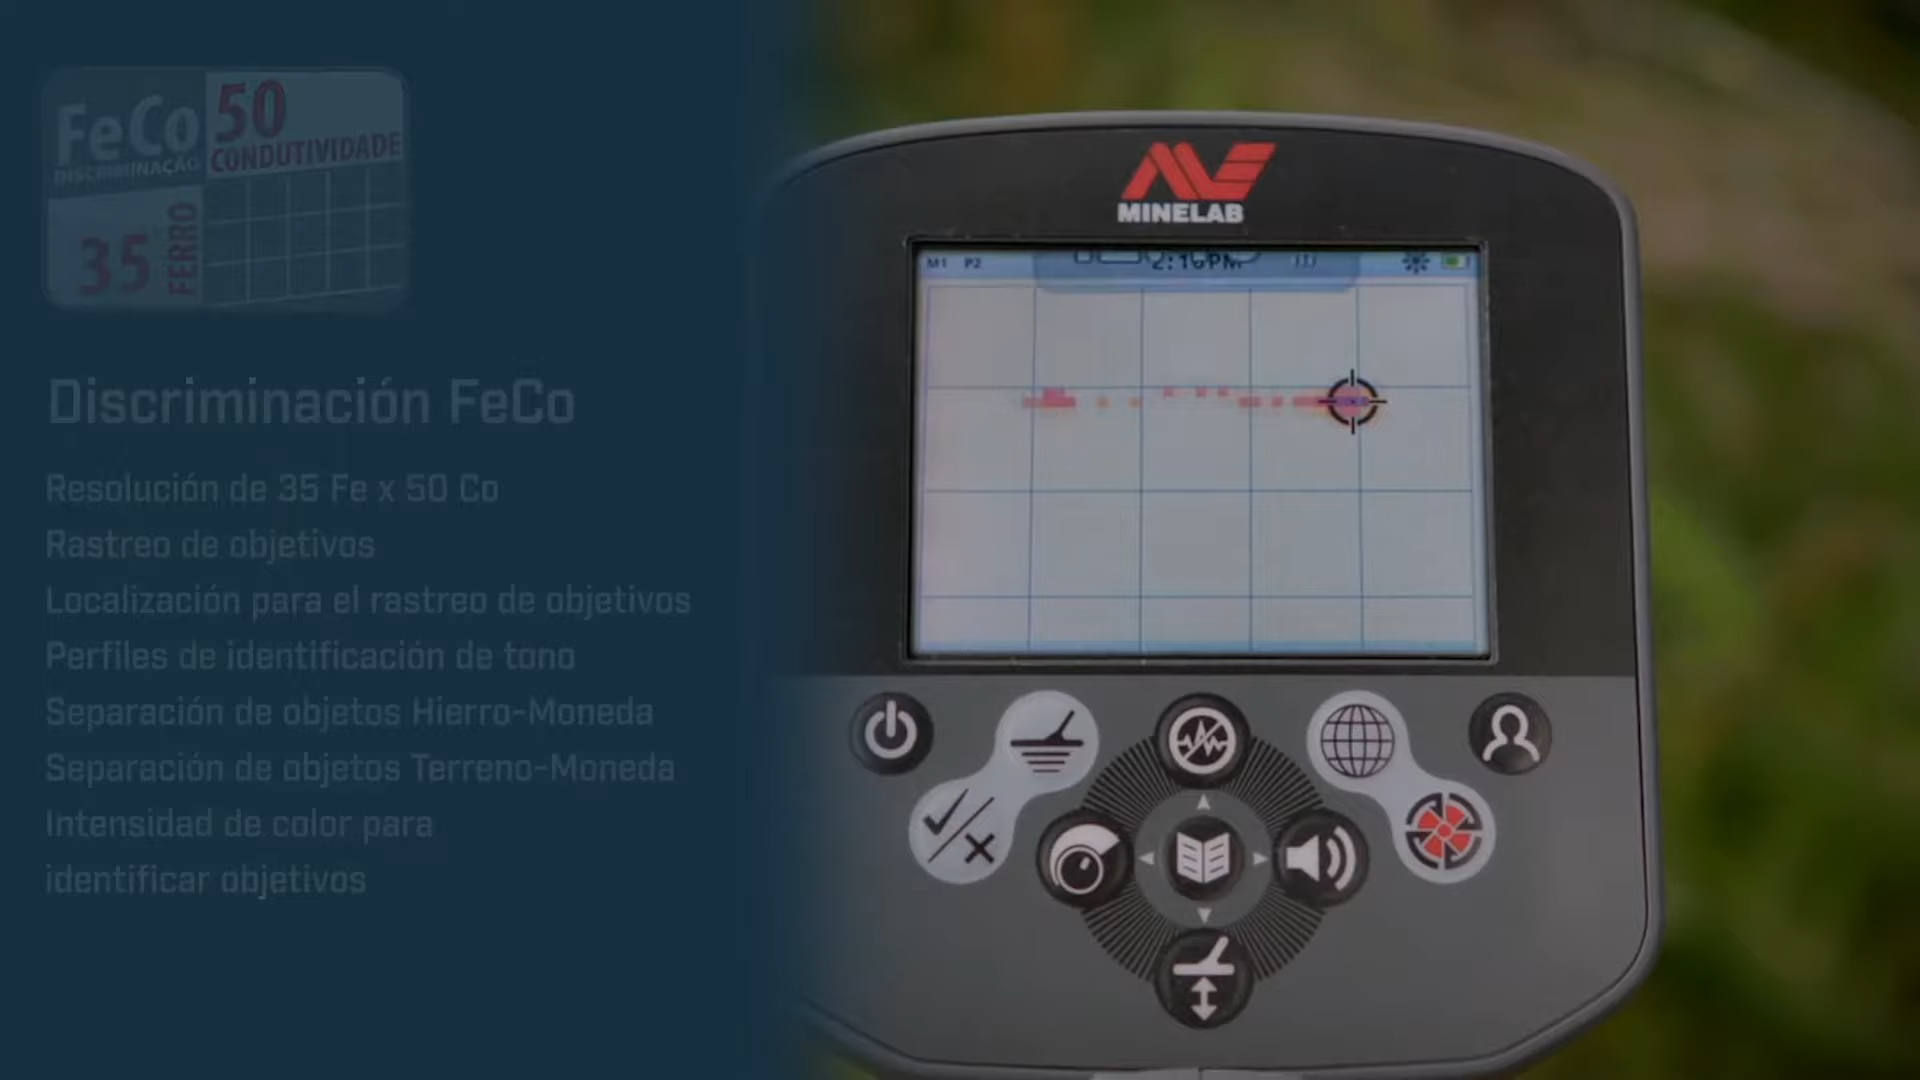 FeCo
DISCRIMINAÇÃO
50
CONDUTIVIDADE
35
FERRO
Discriminación FeCo
Resolución de 35 Fe x 50 Co
Rastreo de objetivos
Localización para el rastreo de objetivos
Perfiles de identificación de tono
Separación de objetos Hierro-Moneda
Separación de objetos Terreno-Moneda
Intensidad de color para
identificar objetivos
MINELAB
M1 P2